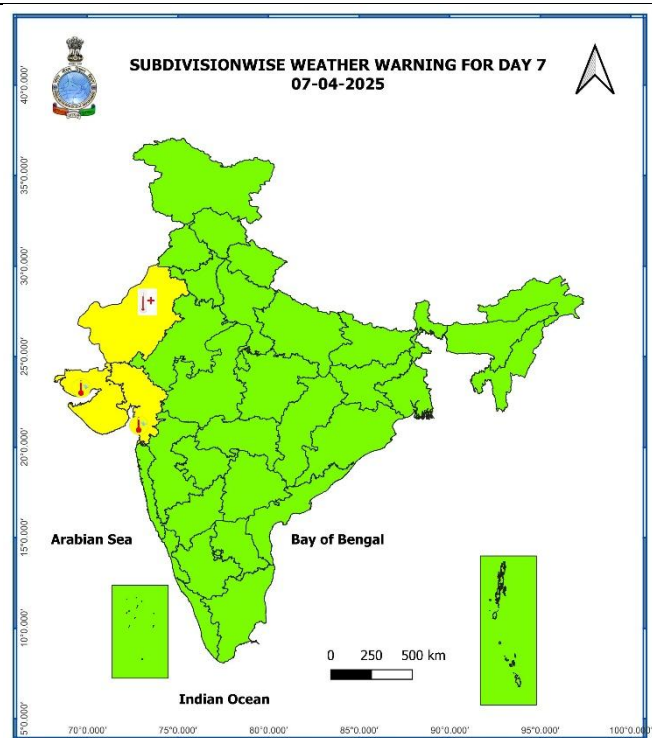 SUBDIVISIONWISE WEATHER WARNING FOR DAY 7
07-04-2025
40°0.000'
35°0.000'
30°0.000'
25°0.000'
20°0.000'
15°0.000'
10°0.000'
5°0.000'
Arabian Sea
Bay of Bengal
0 250 500 km
Indian Ocean
70°0.000' 75°0.000' 80°0.000' 85°0.000' 90°0.000' 95°0.000' 100°0.000'